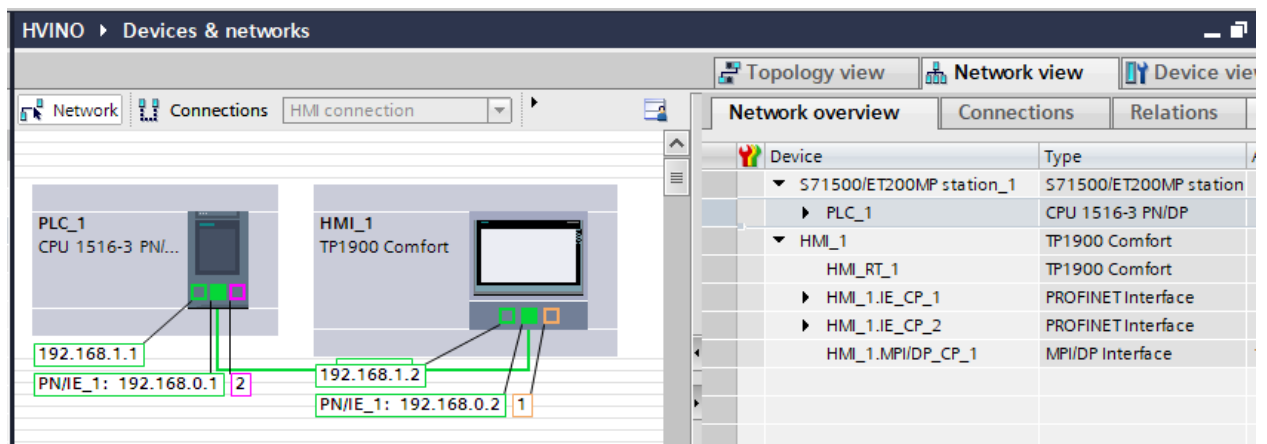 HVINO ▸ Devices & networks
Topology view
Network view
Device vie
Network
Connections
HMI connection
Network overview
Connections
Relations
Device
Type
S71500/ET200MP station_1
S71500/ET200MP station
PLC_1
CPU 1516-3 PN/DP
HMI_1
TP1900 Comfort
HMI_RT_1
TP1900 Comfort
HMI_1.IE_CP_1
PROFINET Interface
HMI_1.IE_CP_2
PROFINET Interface
HMI_1.MPI/DP_CP_1
MPI/DP Interface
PLC_1
CPU 1516-3 PN/...
HMI_1
TP1900 Comfort
192.168.1.1
PN/IE_1: 192.168.0.1
2
192.168.1.2
PN/IE_1: 192.168.0.2
1